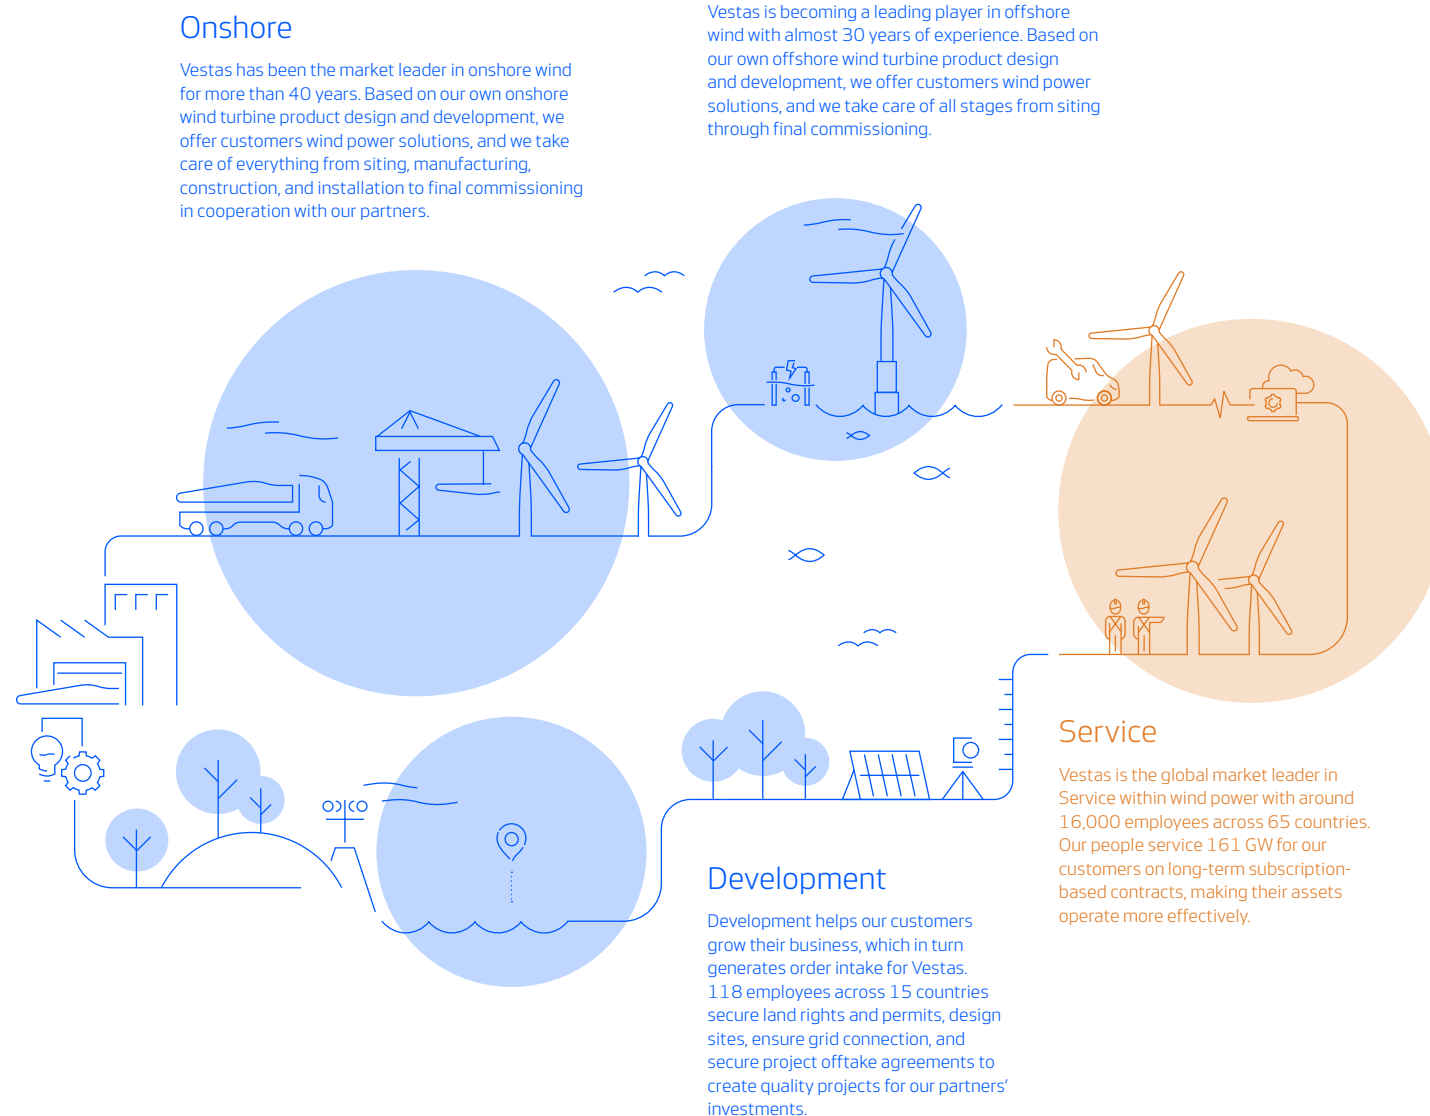 Onshore
Vestas has been the market leader in onshore wind
for more than 40 years. Based on our own onshore
wind turbine product design and development, we
offer customers wind power solutions, and we take
care of everything from siting, manufacturing,
construction, and installation to final commissioning
in cooperation with our partners.
Vestas is becoming a leading player in offshore
wind with almost 30 years of experience. Based on
our own offshore wind turbine product design
and development, we offer customers wind power
solutions, and we take care of all stages from siting
through final commissioning.
Service
Vestas is the global market leader in
Service within wind power with around
16,000 employees across 65 countries.
Our people service 161 GW for our
customers on long-term subscription-
based contracts, making their assets
operate more effectively.
Development
Development helps our customers
grow their business, which in turn
generates order intake for Vestas.
118 employees across 15 countries
secure land rights and permits, design
sites, ensure grid connection, and
secure project offtake agreements to
create quality projects for our partners’
investments.